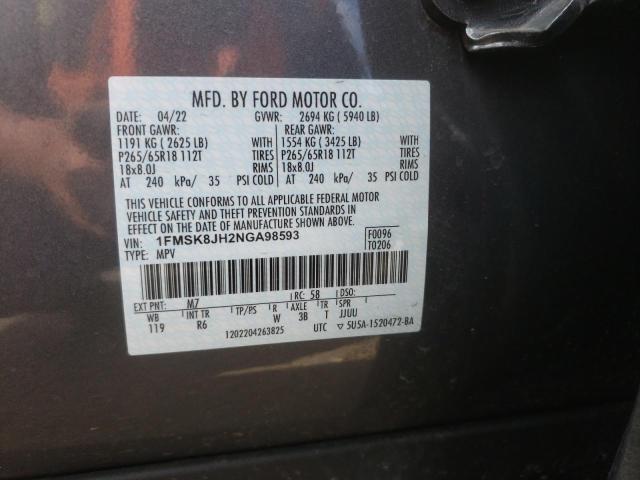 MFD. BY FORD MOTOR CO.
DATE: 04/22 GVWR: 2694 KG ( 5940 LB)
FRONT GAWR: REAR GAWR:
1191 KG ( 2625 LB) WITH 1554 KG ( 3425 LB) WITH
P265/65R18 112T TIRES P265/65R18 112T TIRES
18x8.0J RIMS 18x8.0J RIMS
AT 240 kPa/ 35 PSI COLD AT 240 kPa/ 35 PSI COLD
THIS VEHICLE CONFORMS TO ALL APPLICABLE FEDERAL MOTOR
VEHICLE SAFETY AND THEFT PREVENTION STANDARDS IN
EFFECT ON THE DATE OF MANUFACTURE SHOWN ABOVE.
VIN: 1FMSK8JH2NGA98593 F0096
TYPE: MPV T0206
EXT PNT: M7 RC: 58 DSO:
WB INT TR TP/PS R AXLE TR SPR
119 R6 W 3B T JJUU
1202204263825 UTC ▽ 5U5A-1520472-BA